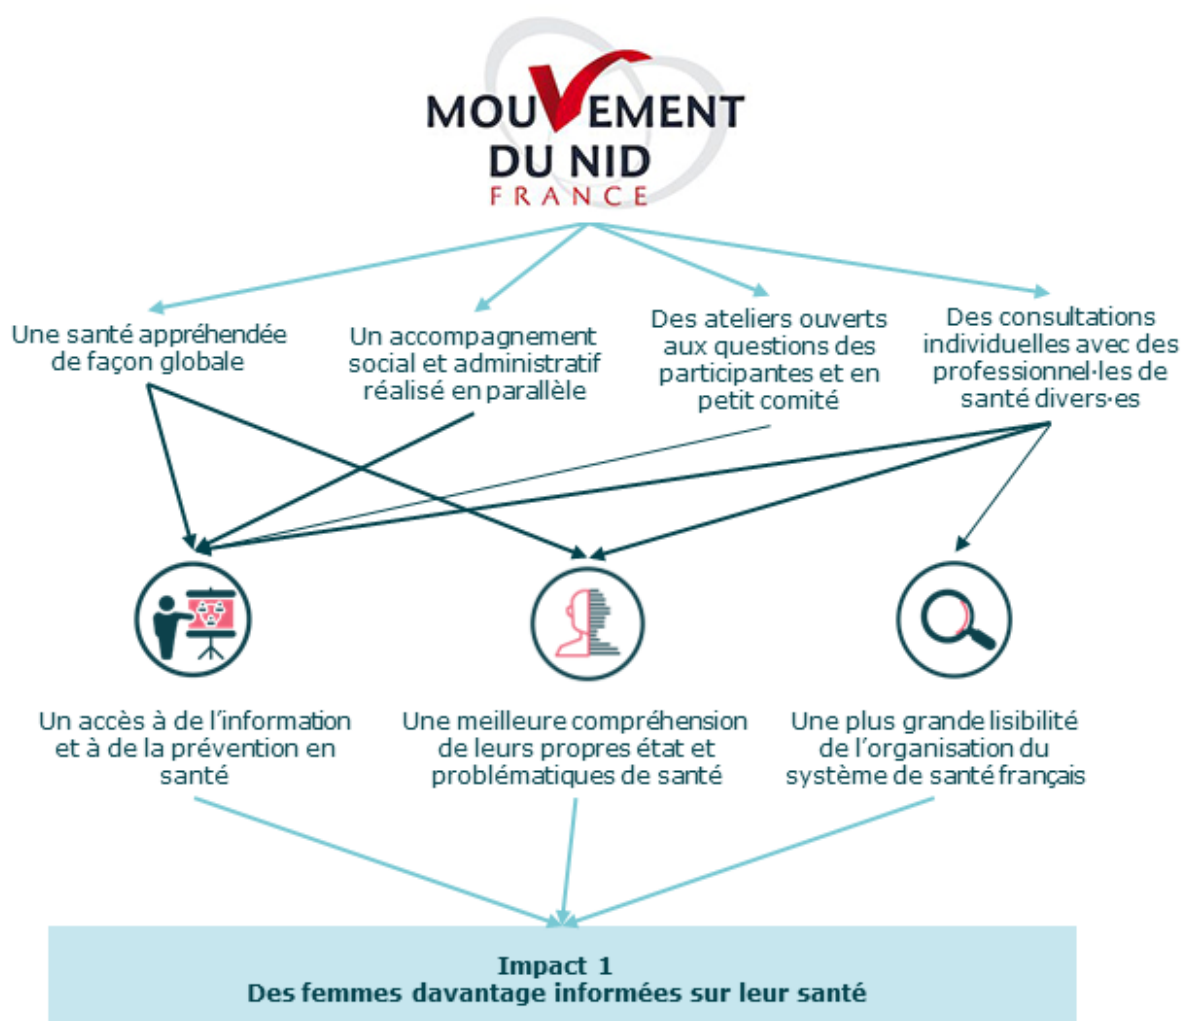 MOUVEMENT
DU NID
FRANCE
Une santé appréhendée
de façon globale
Un accompagnement
social et administratif
réalisé en parallèle
Des ateliers ouverts
aux questions des
participantes et en
petit comité
Des consultations
individuelles avec des
professionnel·les de
santé divers·es
Un accès à de l'information
et à de la prévention en
santé
Une meilleure compréhension
de leurs propres état et
problématiques de santé
Une plus grande lisibilité
de l'organisation du
système de santé français
Impact 1
Des femmes davantage informées sur leur santé